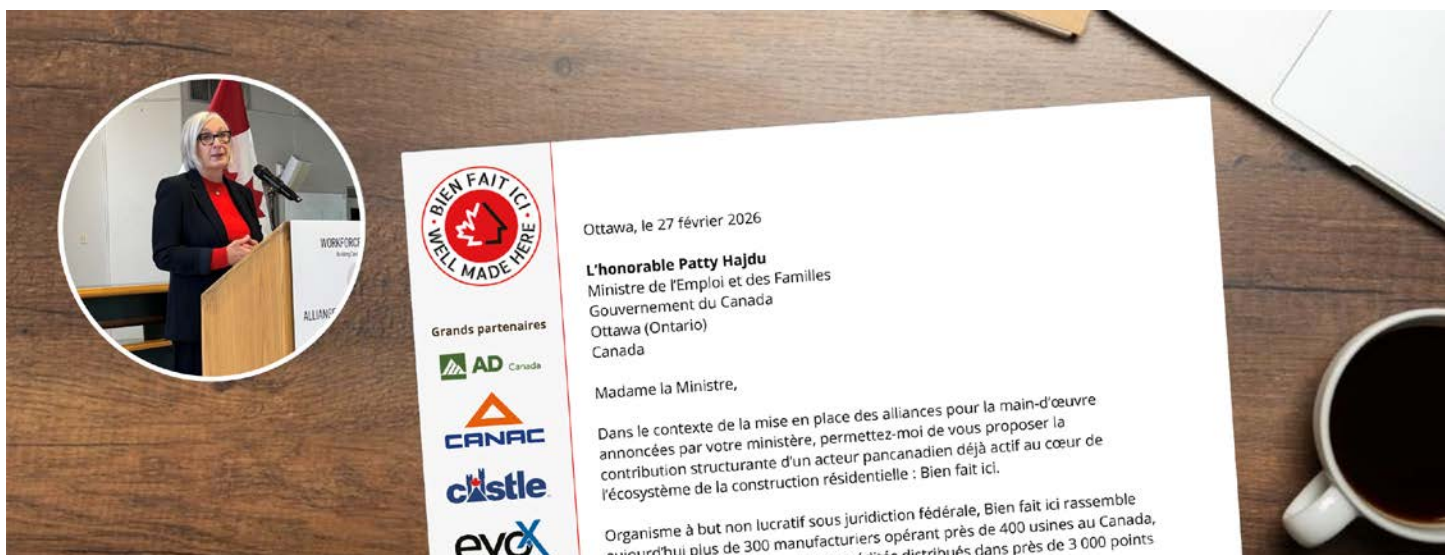 WORKFORCE
ALLIANC
BIEN FAIT ICI
WELL MADE HERE
Grands partenaires
AD Canada
CANAC
castle
evox
Ottawa, le 27 février 2026
L'honorable Patty Hajdu
Ministre de l'Emploi et des Familles
Gouvernement du Canada
Ottawa (Ontario)
Canada
Madame la Ministre,
Dans le contexte de la mise en place des alliances pour la main-d'œuvre
annoncées par votre ministère, permettez-moi de vous proposer la
contribution structurante d'un acteur pancanadien déjà actif au cœur de
l'écosystème de la construction résidentielle : Bien fait ici.
Organisme à but non lucratif sous juridiction fédérale, Bien fait ici rassemble
aujourd'hui plus de 300 manufacturiers opérant près de 400 usines au Canada,
distribués dans près de 3 000 points